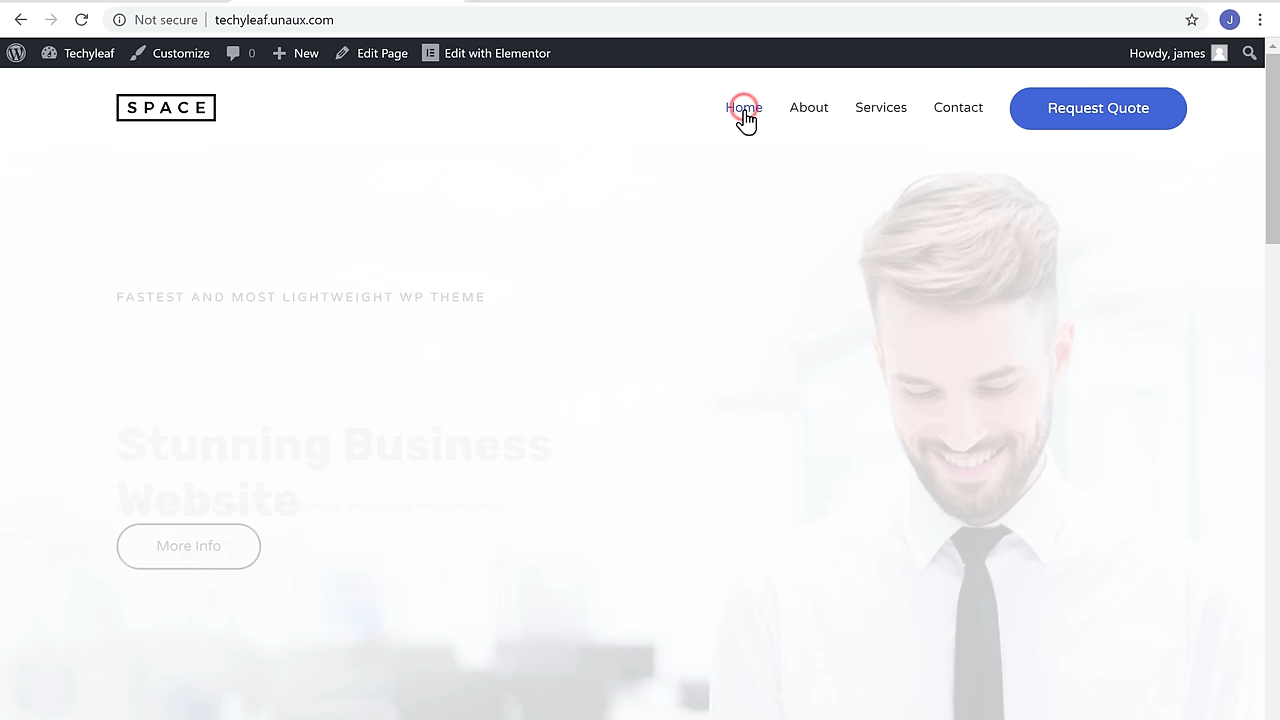 Not secure techyleaf.unaux.com J
Techyleaf Customize 0 New Edit Page Edit with Elementor Howdy, james
SPACE Home About Services Contact Request Quote
FASTEST AND MOST LIGHTWEIGHT WP THEME
Stunning Business
Website
More Info